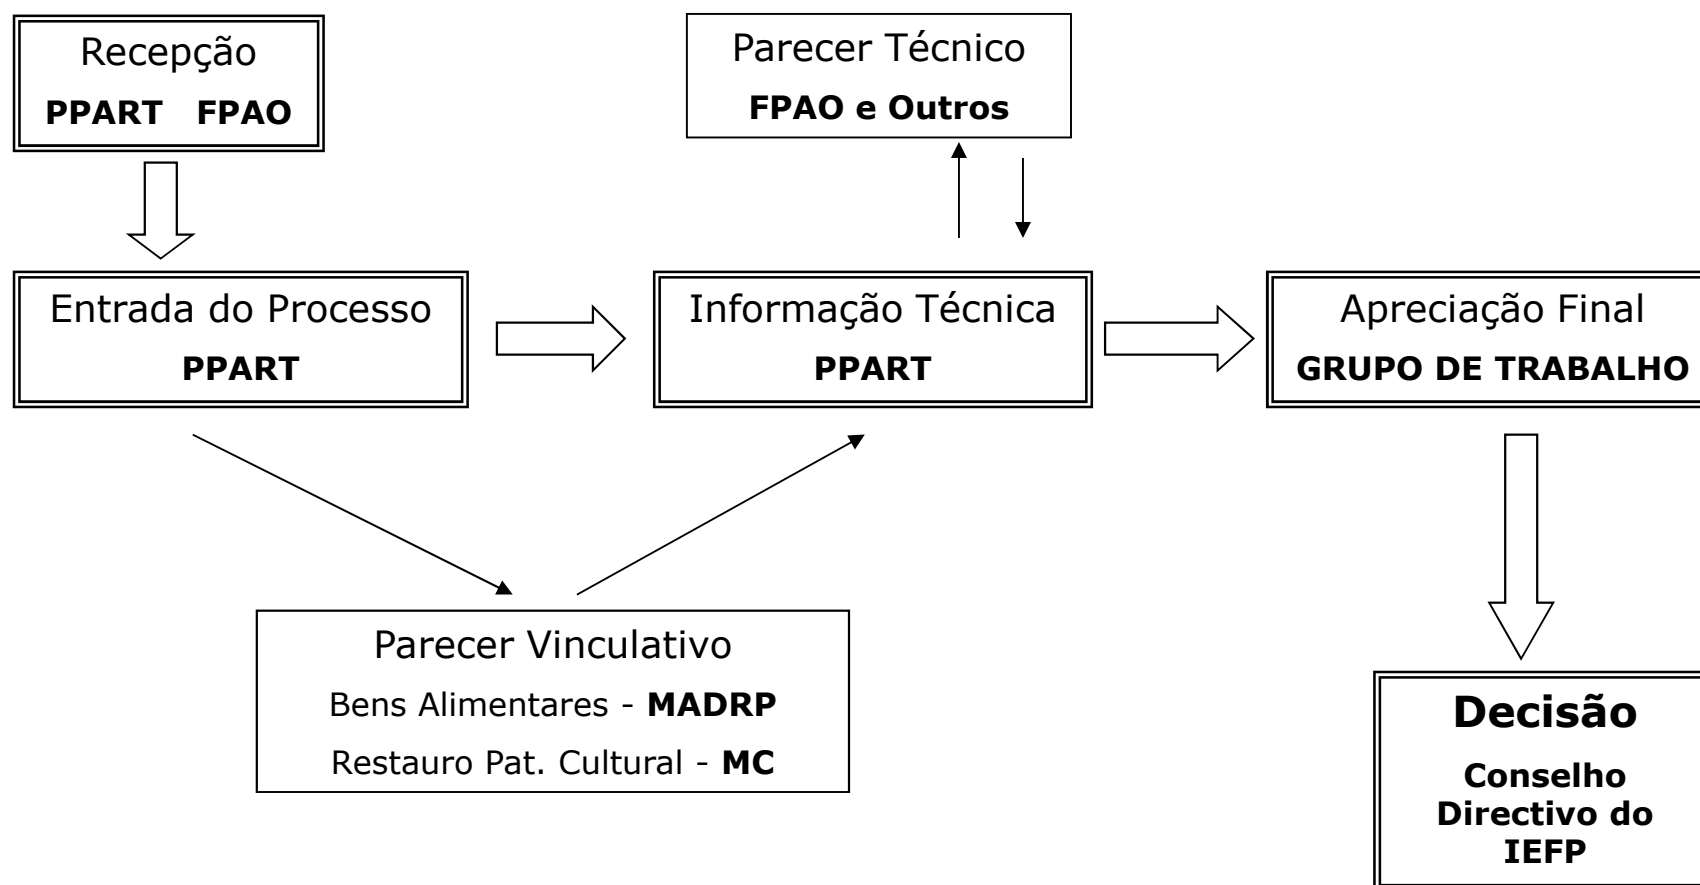 Recepção
PPART FPAO
Parecer Técnico
FPAO e Outros
Entrada do Processo
PPART
Informação Técnica
PPART
Apreciação Final
GRUPO DE TRABALHO
Parecer Vinculativo
Bens Alimentares - MADRP
Restauro Pat. Cultural - MC
Decisão
Conselho
Directivo do
IEFP